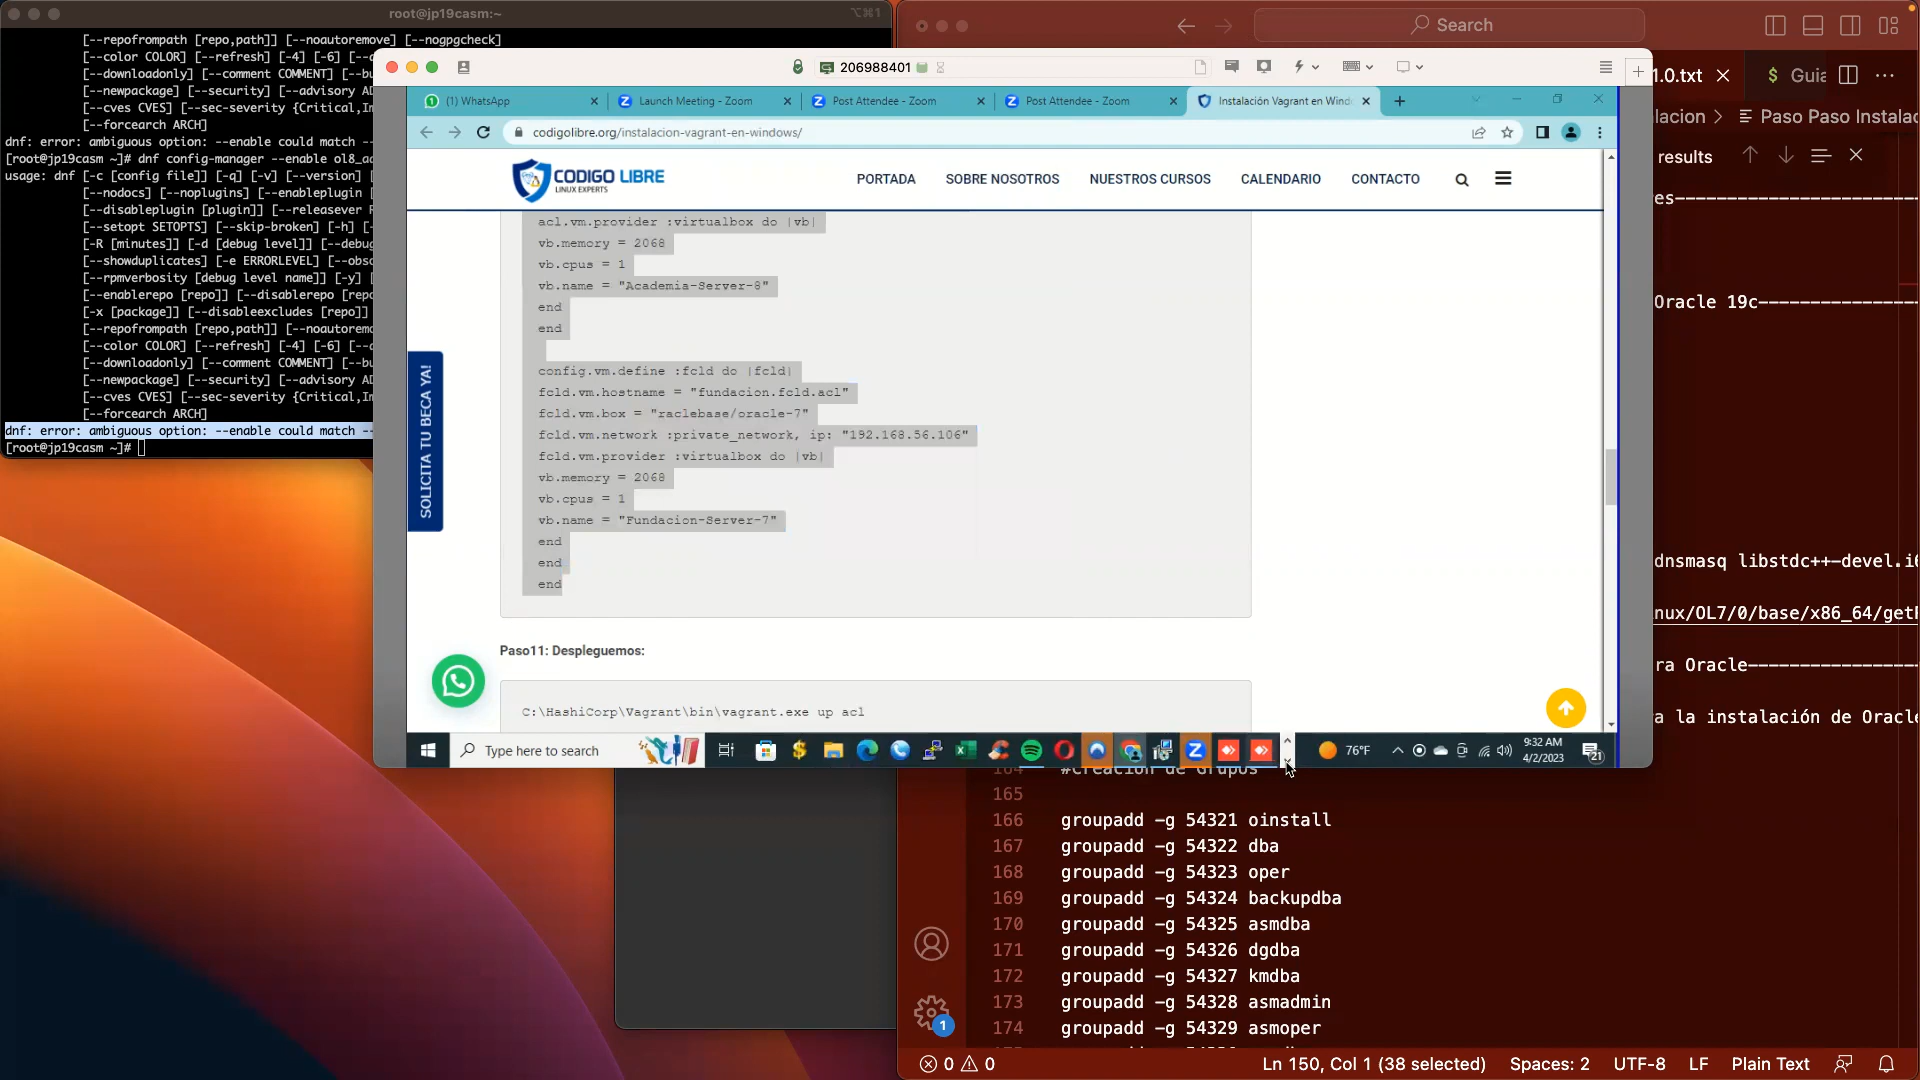 root@jp19casm:~
⌥⌘1
[--repofrompath [repo,path]] [--noautoremove] [--nogpgcheck]
[--color COLOR] [--refresh] [-4] [-6]
[--downloadonly] [--comment COMMENT]
[--newpackage] [--security] [--advisory
[--cves CVES] [--sec-severity {Critical,
[--forcearch ARCH]
dnf: error: ambiguous option: --enable could match --
[root@jp19casm ~]# dnf config-manager --enable
usage: dnf [-c [config file]] [-q] [-v] [--version]
[--nodocs] [--noplugins] [--enableplugin
[--disableplugin [plugin]] [--releasever
[--setopt SETOPTS] [--skip-broken] [-h]
[-R [minutes]] [-d [debug level]]
[--showduplicates] [-e ERRORLEVEL]
[--rpmverbosity [debug level name]] [-y]
[--enablerepo [repo]] [--disablerepo
[-x [package]] [--disableexcludes [repo]]
[--repofrompath [repo,path]]
[--color COLOR] [--refresh] [-4] [-6]
[--downloadonly] [--comment COMMENT]
[--newpackage] [--security] [--advisory
[--cves CVES] [--sec-severity {Critical,
[--forcearch ARCH]
dnf: error: ambiguous option: --enable could match --
[root@jp19casm ~]#
206988401
(1) WhatsApp
Launch Meeting - Zoom
Post Attendee - Zoom
Post Attendee - Zoom
Instalación Vagrant en
codigolibre.org/instalacion-vagrant-en-windows/
CODIGO LIBRE
LINUX EXPERTS
PORTADA
SOBRE NOSOTROS
NUESTROS CURSOS
CALENDARIO
CONTACTO
SOLICITA TU BECA YA!
acl.vm.provider :virtualbox do |vb|
vb.memory = 2068
vb.cpus = 1
vb.name = "Academia-Server-8"
end
end
config.vm.define :fcld do |fcld|
fcld.vm.hostname = "fundacion.fcld.acl"
fcld.vm.box = "raclebase/oracle-7"
fcld.vm.network :private_network, ip: "192.168.56.106"
fcld.vm.provider :virtualbox do |vb|
vb.memory = 2068
vb.cpus = 1
vb.name = "Fundacion-Server-7"
end
end
end
Paso11: Despleguemos:
C:\HashiCorp\Vagrant\bin\vagrant.exe up acl
Type here to search
76°F
9:32 AM
4/2/2023
21
Search
1.0.txt
$
Paso Paso
results
Oracle 19c
dnsmasq libstdc++-devel
/OL7/0/base/x86_64/
Oracle
a la instalación de
#Creacion de Grupos
165
166 groupadd -g 54321 oinstall
167 groupadd -g 54322 dba
168 groupadd -g 54323 oper
169 groupadd -g 54324 backupdba
170 groupadd -g 54325 asmdba
171 groupadd -g 54326 dgdba
172 groupadd -g 54327 kmdba
173 groupadd -g 54328 asmadmin
174 groupadd -g 54329 asmoper
1
0 0
Ln 150, Col 1 (38 selected)
Spaces: 2
UTF-8
LF
Plain Text